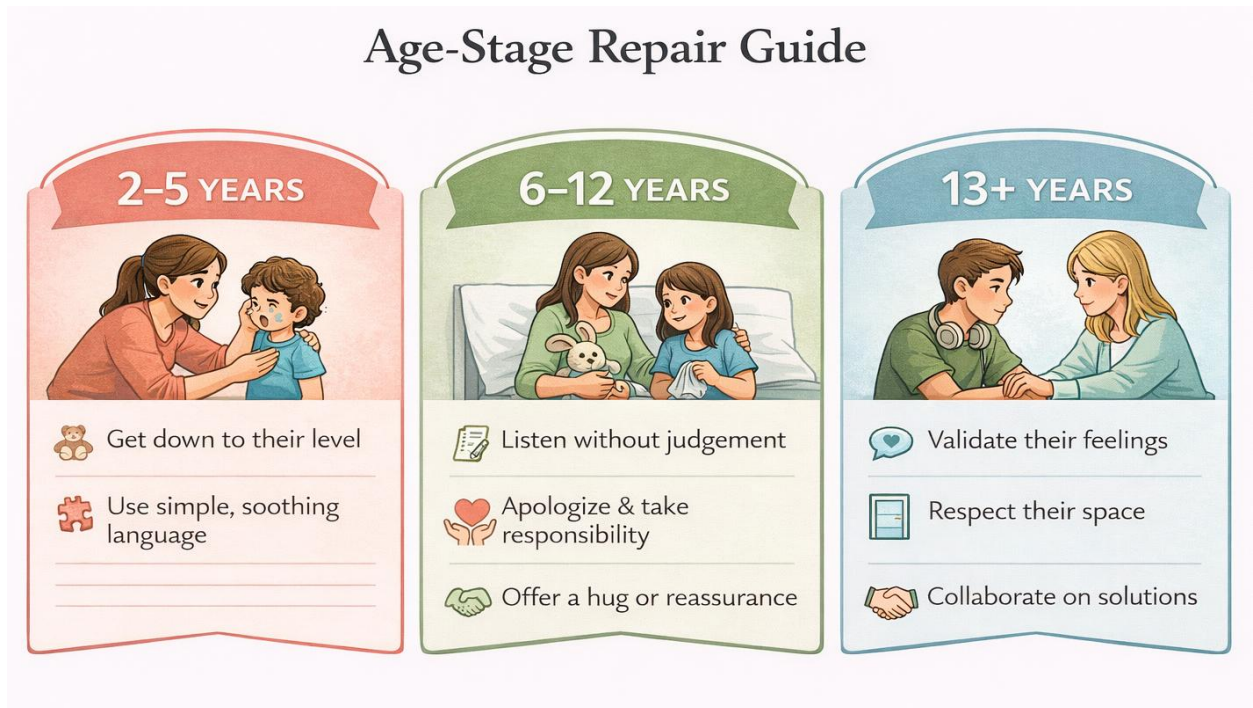 Age-Stage Repair Guide
2–5 YEARS
Get down to their level
Use simple, soothing
language
6–12 YEARS
Listen without judgement
Apologize & take
responsibility
Offer a hug or reassurance
13+ YEARS
Validate their feelings
Respect their space
Collaborate on solutions